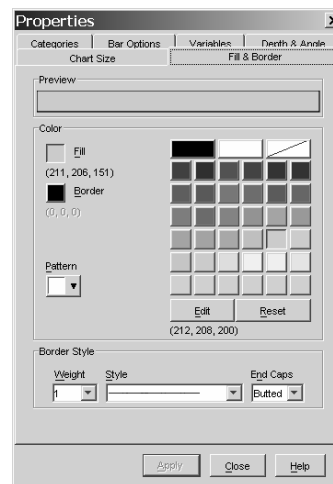 Properties
Categories Bar Options Variables Depth & Angle
Chart Size Fill & Border
Preview
Color
Fill
(211, 206, 151)
Border
(0, 0, 0)
Pattern
Edit Reset
(212, 208, 200)
Border Style
Weight Style End Caps
1 Butted
Apply Close Help